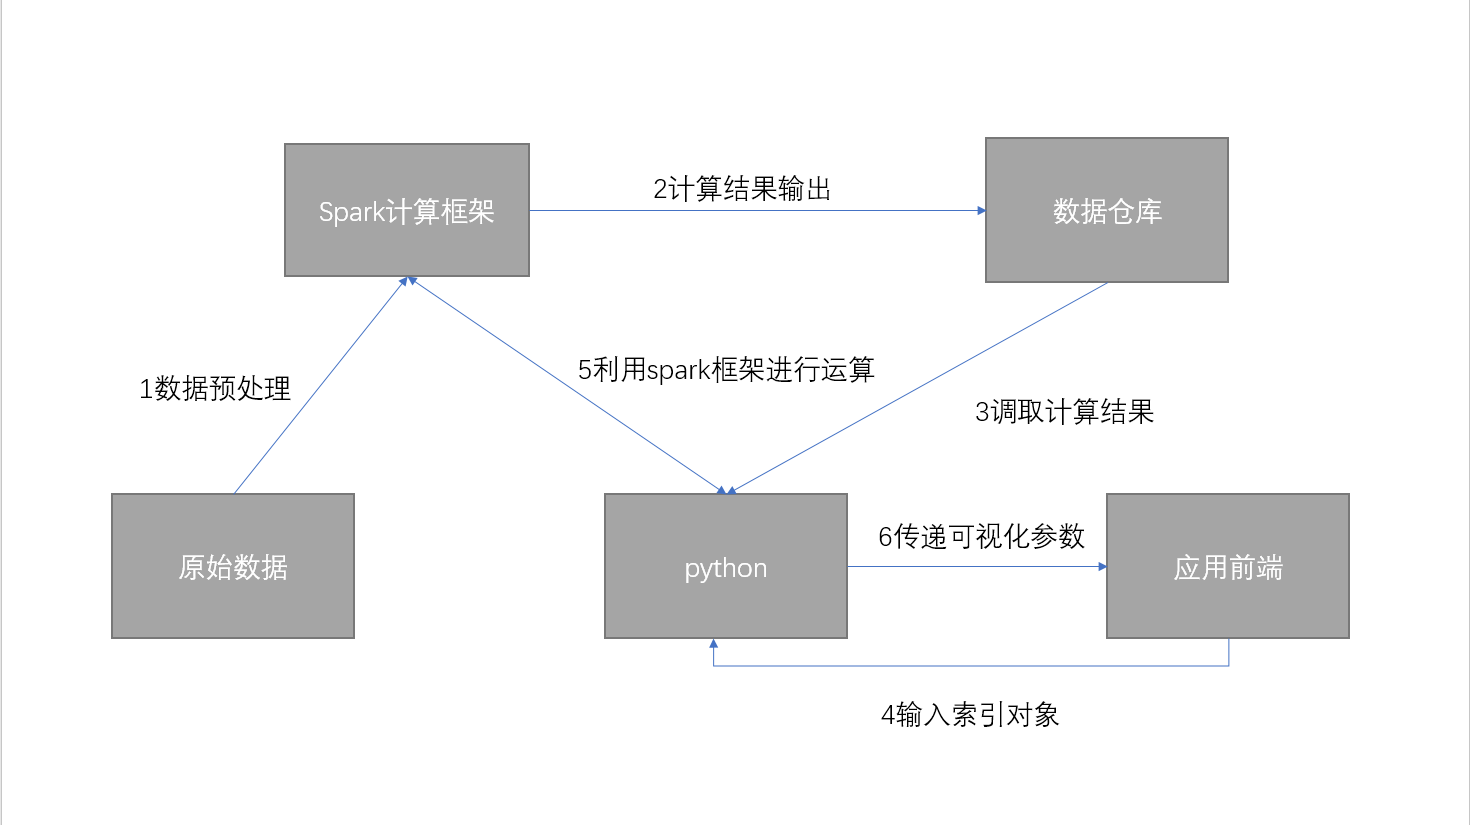 Spark计算框架
2计算结果输出
数据仓库
1数据预处理
5利用spark框架进行运算
3调取计算结果
原始数据
python
6传递可视化参数
应用前端
4输入索引对象